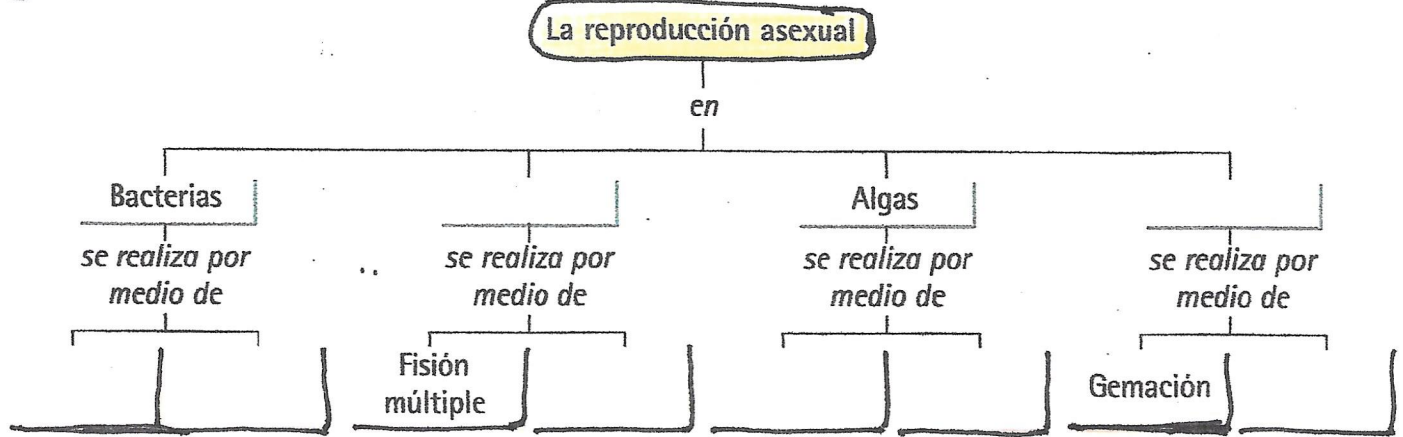 La reproducción asexual
en
Bacterias
Algas
se realiza por
medio de
se realiza por
medio de
se realiza por
medio de
se realiza por
medio de
Fisión
múltiple
Gemación